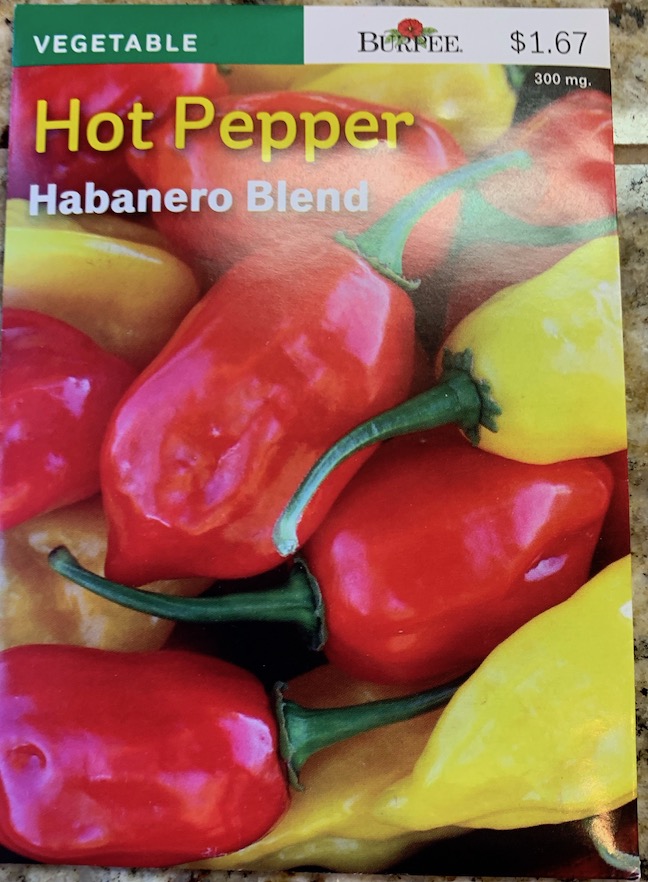 VEGETABLE
BURPEE.
$1.67
300 mg.
Hot Pepper
Habanero Blend